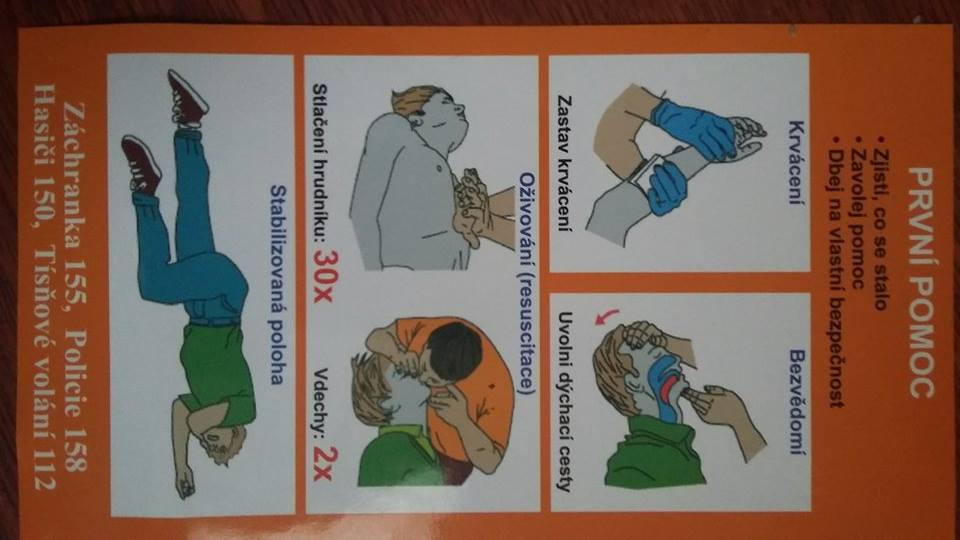 PRVNÍ POMOC
• Zjisti, co se stalo
• Zavolej pomoc
• Dbej na vlastní bezpečnost
Krvácení
Zastav krvácení
Bezvědomí
Uvolni dýchací cesty
Oživování (resuscitace)
Stlačení hrudníku: 30x
Vdechy: 2x
Stabilizovaná poloha
Záchranka 155, Policie 158
Hasiči 150, Tísňové volání 112